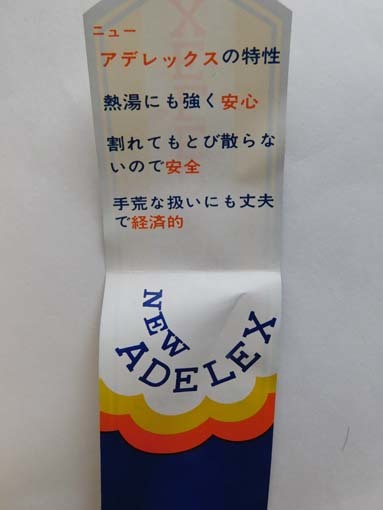 ニュー
アデレックスの特性
熱湯にも強く安心
割れてもとび散らな
いので安全
手荒な扱いにも丈夫
で経済的
NEW
ADELEX